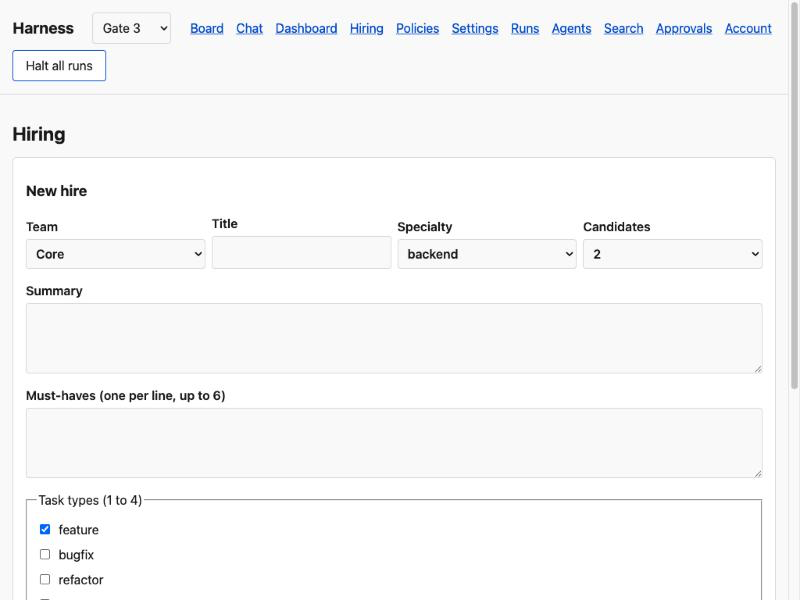 Harness Gate 3 Board Chat Dashboard Hiring Policies Settings Runs Agents Search Approvals Account
Halt all runs
Hiring
New hire
Team Title Specialty Candidates
Core backend 2
Summary
Must-haves (one per line, up to 6)
Task types (1 to 4)
feature
bugfix
refactor